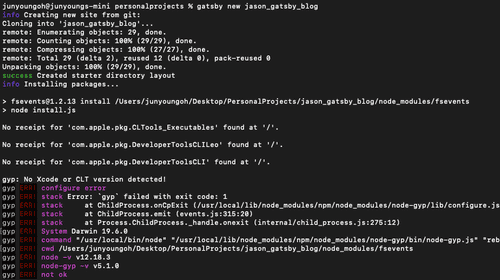 junyoungoh@junyoungs-mini personalprojects % gatsby new jason_gatsby_blog
info Creating new site from git:
Cloning into 'jason_gatsby_blog'...
remote: Enumerating objects: 29, done.
remote: Counting objects: 100% (29/29), done.
remote: Compressing objects: 100% (27/27), done.
remote: Total 29 (delta 2), reused 12 (delta 0), pack-reused 0
Unpacking objects: 100% (29/29), done.
success Created starter directory layout
info Installing packages...
> fsevents@1.2.13 install /Users/junyoungoh/Desktop/PersonalProjects/jason_gatsby_blog/node_modules/fsevents
> node install.js
No receipt for 'com.apple.pkg.CLTools_Executables' found at '/'.
No receipt for 'com.apple.pkg.DeveloperToolsCLILeo' found at '/'.
No receipt for 'com.apple.pkg.DeveloperToolsCLI' found at '/'.
gyp: No Xcode or CLT version detected!
gyp ERR! configure error
gyp ERR! stack Error: `gyp` failed with exit code: 1
gyp ERR! stack     at ChildProcess.onCpExit (/usr/local/lib/node_modules/npm/node_modules/node-gyp/lib/configure.js
gyp ERR! stack     at ChildProcess.emit (events.js:315:20)
gyp ERR! stack     at Process.ChildProcess._handle.onexit (internal/child_process.js:275:12)
gyp ERR! System Darwin 19.6.0
gyp ERR! command "/usr/local/bin/node" "/usr/local/lib/node_modules/npm/node_modules/node-gyp/bin/node-gyp.js" "reb
gyp ERR! cwd /Users/junyoungoh/Desktop/PersonalProjects/jason_gatsby_blog/node_modules/fsevents
gyp ERR! node -v v12.18.3
gyp ERR! node-gyp -v v5.1.0
gyp ERR! not ok